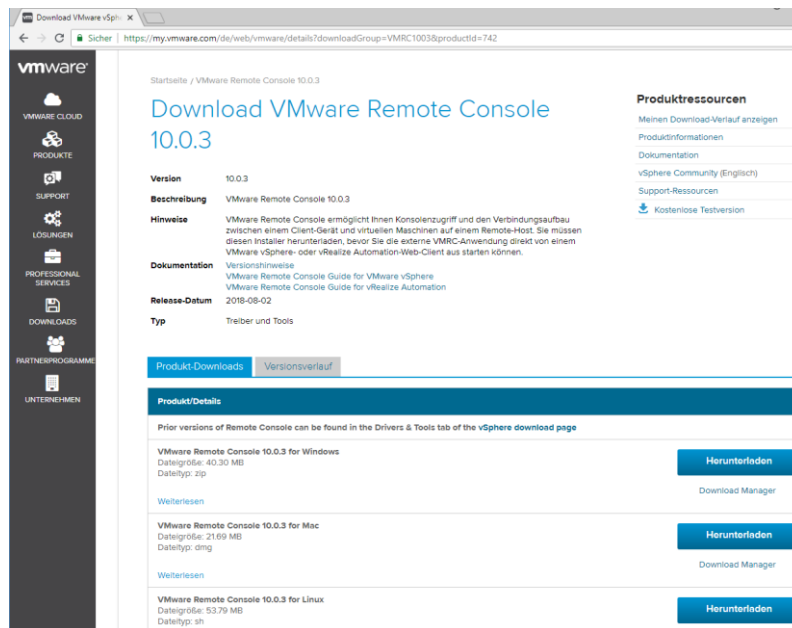 Download VMware vSph
Sicher | https://my.vmware.com/de/web/vmware/details?downloadGroup=VMRC1003&productId=742
vmware
VMWARE CLOUD
PRODUKTE
SUPPORT
LÖSUNGEN
PROFESSIONAL
SERVICES
DOWNLOADS
PARTNERPROGRAMME
UNTERNEHMEN
Startseite / VMware Remote Console 10.0.3
Download VMware Remote Console
10.0.3
Version 10.0.3
Beschreibung VMware Remote Console 10.0.3
Hinweise VMware Remote Console ermöglicht Ihnen Konsolenzugriff und den Verbindungsaufbau
zwischen einem Client-Gerät und virtuellen Maschinen auf einem Remote-Host. Sie müssen
diesen Installer herunterladen, bevor Sie die externe VMRC-Anwendung direkt von einem
VMware vSphere- oder vRealize Automation-Web-Client aus starten können.
Dokumentation Versionshinweise
VMware Remote Console Guide for VMware vSphere
VMware Remote Console Guide for vRealize Automation
Release-Datum 2018-08-02
Typ Treiber und Tools
Produktressourcen
Meinen Download-Verlauf anzeigen
Produktinformationen
Dokumentation
vSphere Community (Englisch)
Support-Ressourcen
Kostenlose Testversion
Produkt-Downloads Versionsverlauf
Produkt/Details
Prior versions of Remote Console can be found in the Drivers & Tools tab of the vSphere download page
VMware Remote Console 10.0.3 for Windows
Dateigröße: 40.30 MB
Dateityp: zip
Weiterlesen
Herunterladen
Download Manager
VMware Remote Console 10.0.3 for Mac
Dateigröße: 21.69 MB
Dateityp: dmg
Weiterlesen
Herunterladen
Download Manager
VMware Remote Console 10.0.3 for Linux
Dateigröße: 53.79 MB
Dateityp: sh
Herunterladen